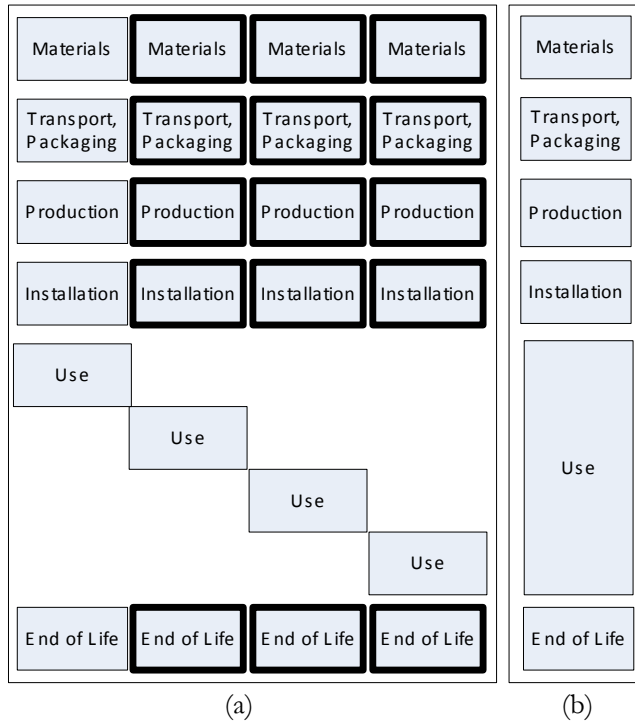 Materials Materials Materials Materials Materials
Transport, Transport, Transport, Transport, Transport,
Packaging Packaging Packaging Packaging Packaging
Production Production Production Production Production
Installation Installation Installation Installation Installation
Use
Use
Use
Use
Use
End of Life End of Life End of Life End of Life End of Life
(a) (b)